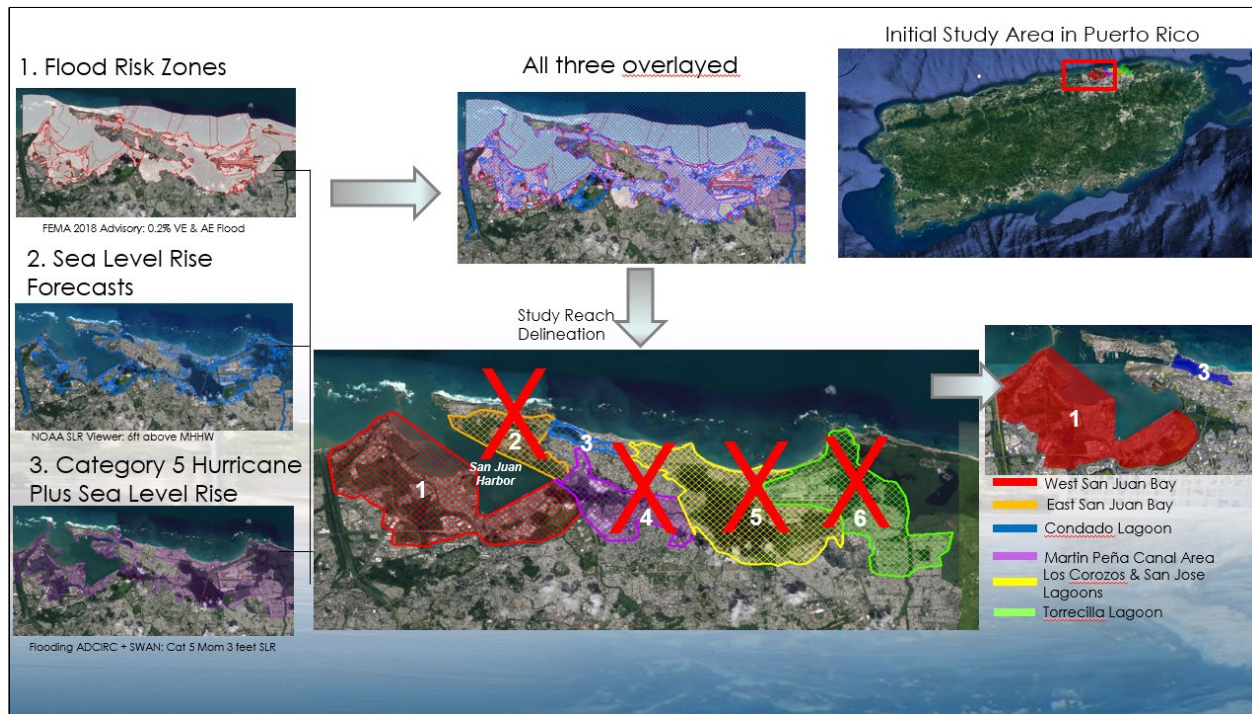 1. Flood Risk Zones
FEMA 2018 Advisory: 0.2% VE & AE Flood
2. Sea Level Rise
Forecasts
NOAA SLR Viewer: 6ft above MHHW
3. Category 5 Hurricane
Plus Sea Level Rise
Flooding ADCIRC + SWAN: Cat 5 Mom 3 feet SLR
All three overlayed
Initial Study Area in Puerto Rico
Study Reach
Delineation
1
2
San Juan
Harbor
3
4
5
6
1
3
West San Juan Bay
East San Juan Bay
Condado Lagoon
Martin Peña Canal Area
Los Corozos & San Jose
Lagoons
Torrecilla Lagoon